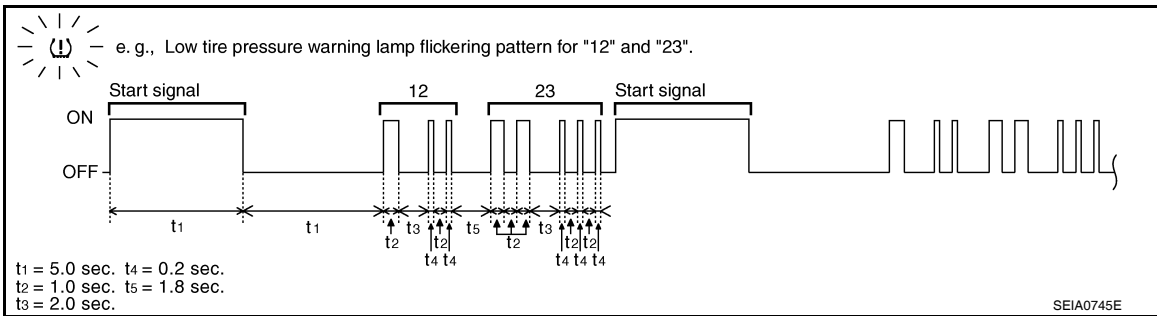 (!) e. g., Low tire pressure warning lamp flickering pattern for "12" and "23".
Start signal 12 23 Start signal
ON
OFF
t1 t1 t2 t3 t2 t5 t2 t3 t2 t2
t4 t4 t4 t4 t4
t1 = 5.0 sec. t4 = 0.2 sec.
t2 = 1.0 sec. t5 = 1.8 sec.
t3 = 2.0 sec.
SEIA0745E